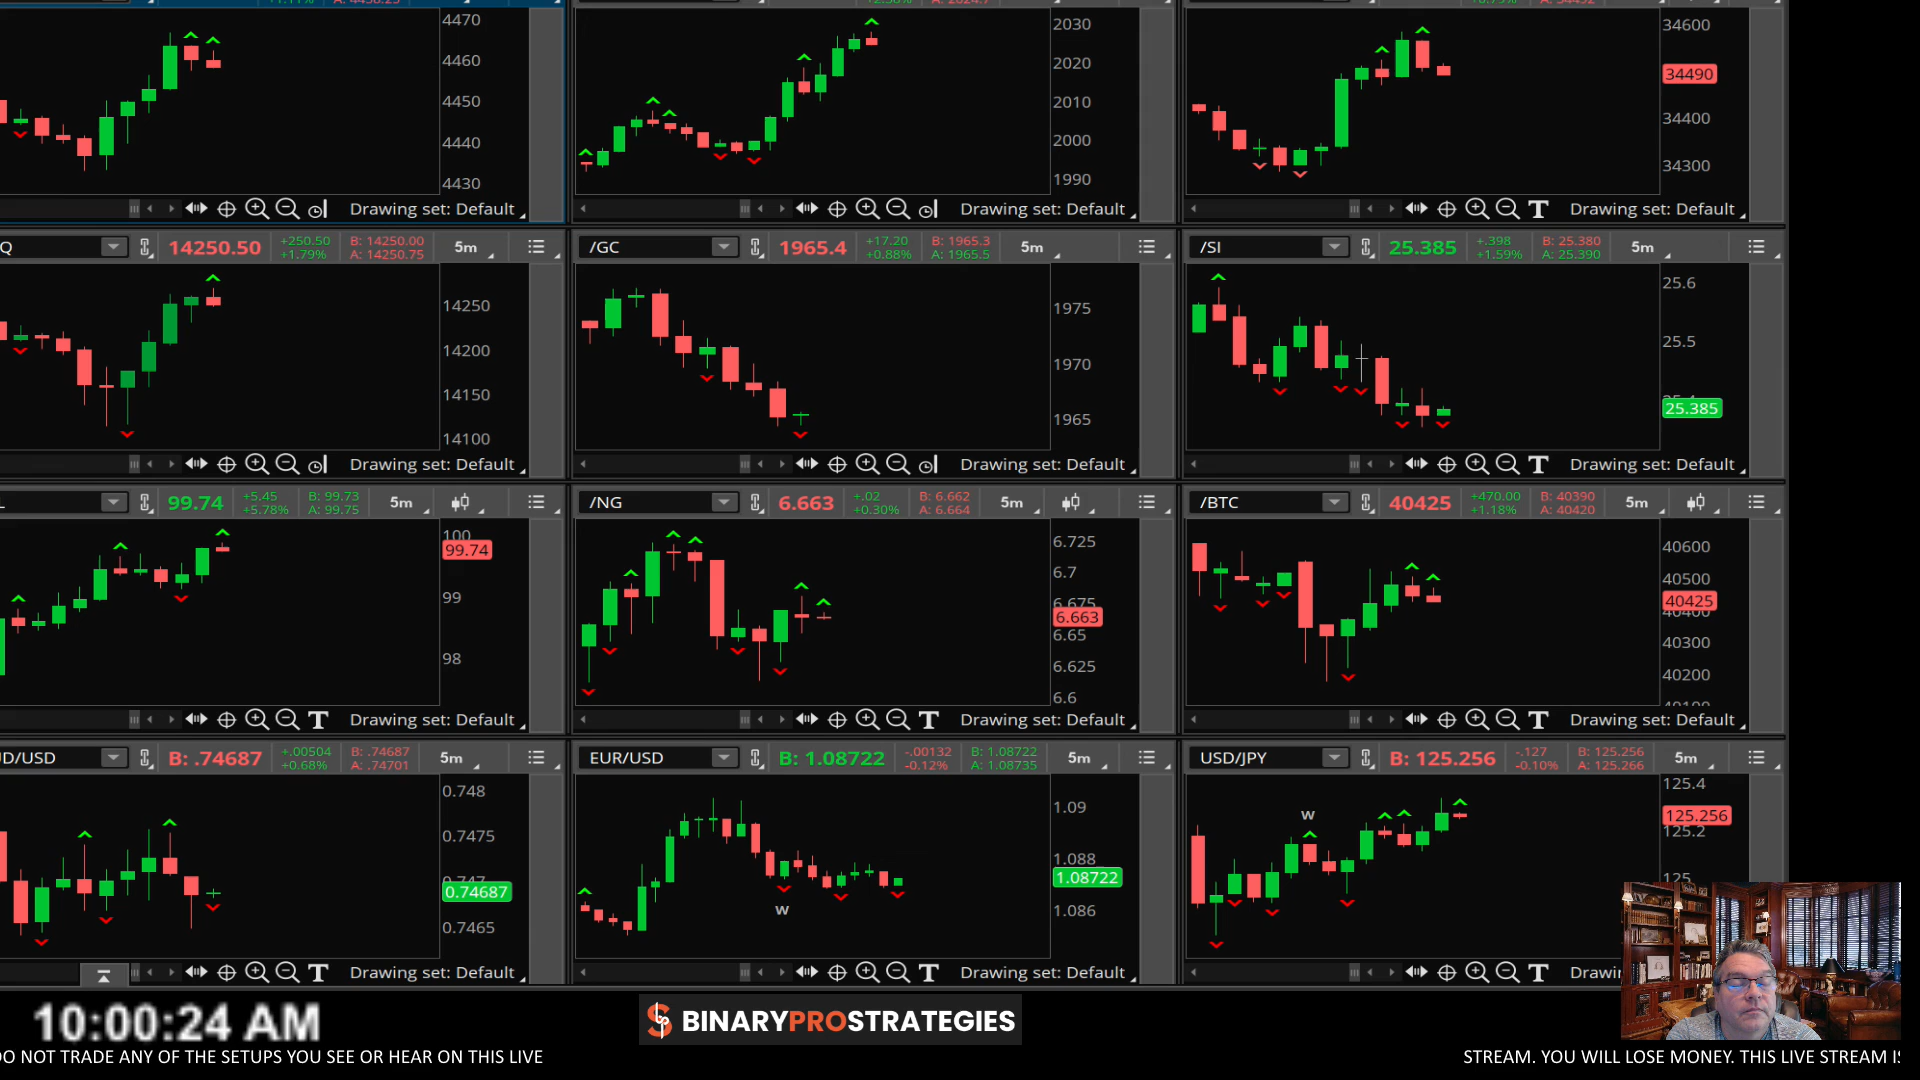 4470
4460
4450
4440
4430
Drawing set: Default
2030
2020
2010
2000
1990
Drawing set: Default
34600
34490
34400
34300
Drawing set: Default
Q 14250.50 +250.50 +1.79% B: 14250.00 A: 14250.75 5m
14250
14200
14150
14100
Drawing set: Default
/GC 1965.4 +17.20 +0.88% B: 1965.3 A: 1965.5 5m
1975
1970
1965
Drawing set: Default
/SI 25.385 +.398 +1.59% B: 25.380 A: 25.390 5m
25.6
25.5
25.385
Drawing set: Default
L 99.74 +5.45 +5.78% B: 99.73 A: 99.75 5m
100
99.74
99
98
Drawing set: Default
/NG 6.663 +.02 +0.30% B: 6.662 A: 6.664 5m
6.725
6.7
6.675
6.663
6.65
6.625
6.6
Drawing set: Default
/BTC 40425 +470.00 +1.18% B: 40390 A: 40420 5m
40600
40500
40425
40400
40300
40200
Drawing set: Default
D/USD B: .74687 +.00504 +0.68% B: .74687 A: .74701 5m
0.748
0.7475
0.74687
0.7465
Drawing set: Default
EUR/USD B: 1.08722 -.00132 -0.12% B: 1.08722 A: 1.08735 5m
1.09
1.088
1.08722
1.086
W
Drawing set: Default
USD/JPY B: 125.256 -.127 -0.10% B: 125.256 A: 125.266 5m
125.4
W
125.256
125.2
125
Drawi
10:00:24 AM
BINARYPROSTRATEGIES
DO NOT TRADE ANY OF THE SETUPS YOU SEE OR HEAR ON THIS LIVE
STREAM. YOU WILL LOSE MONEY. THIS LIVE STREAM IS